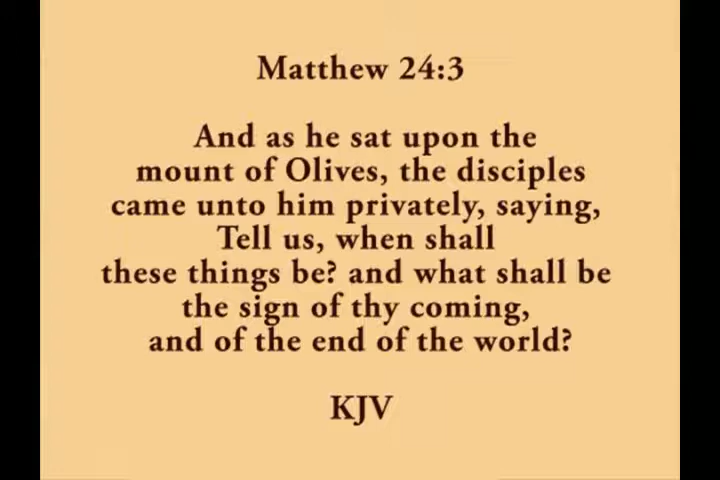 Matthew 24:3
And as he sat upon the
mount of Olives, the disciples
came unto him privately, saying,
Tell us, when shall
these things be? and what shall be
the sign of thy coming,
and of the end of the world?
KJV